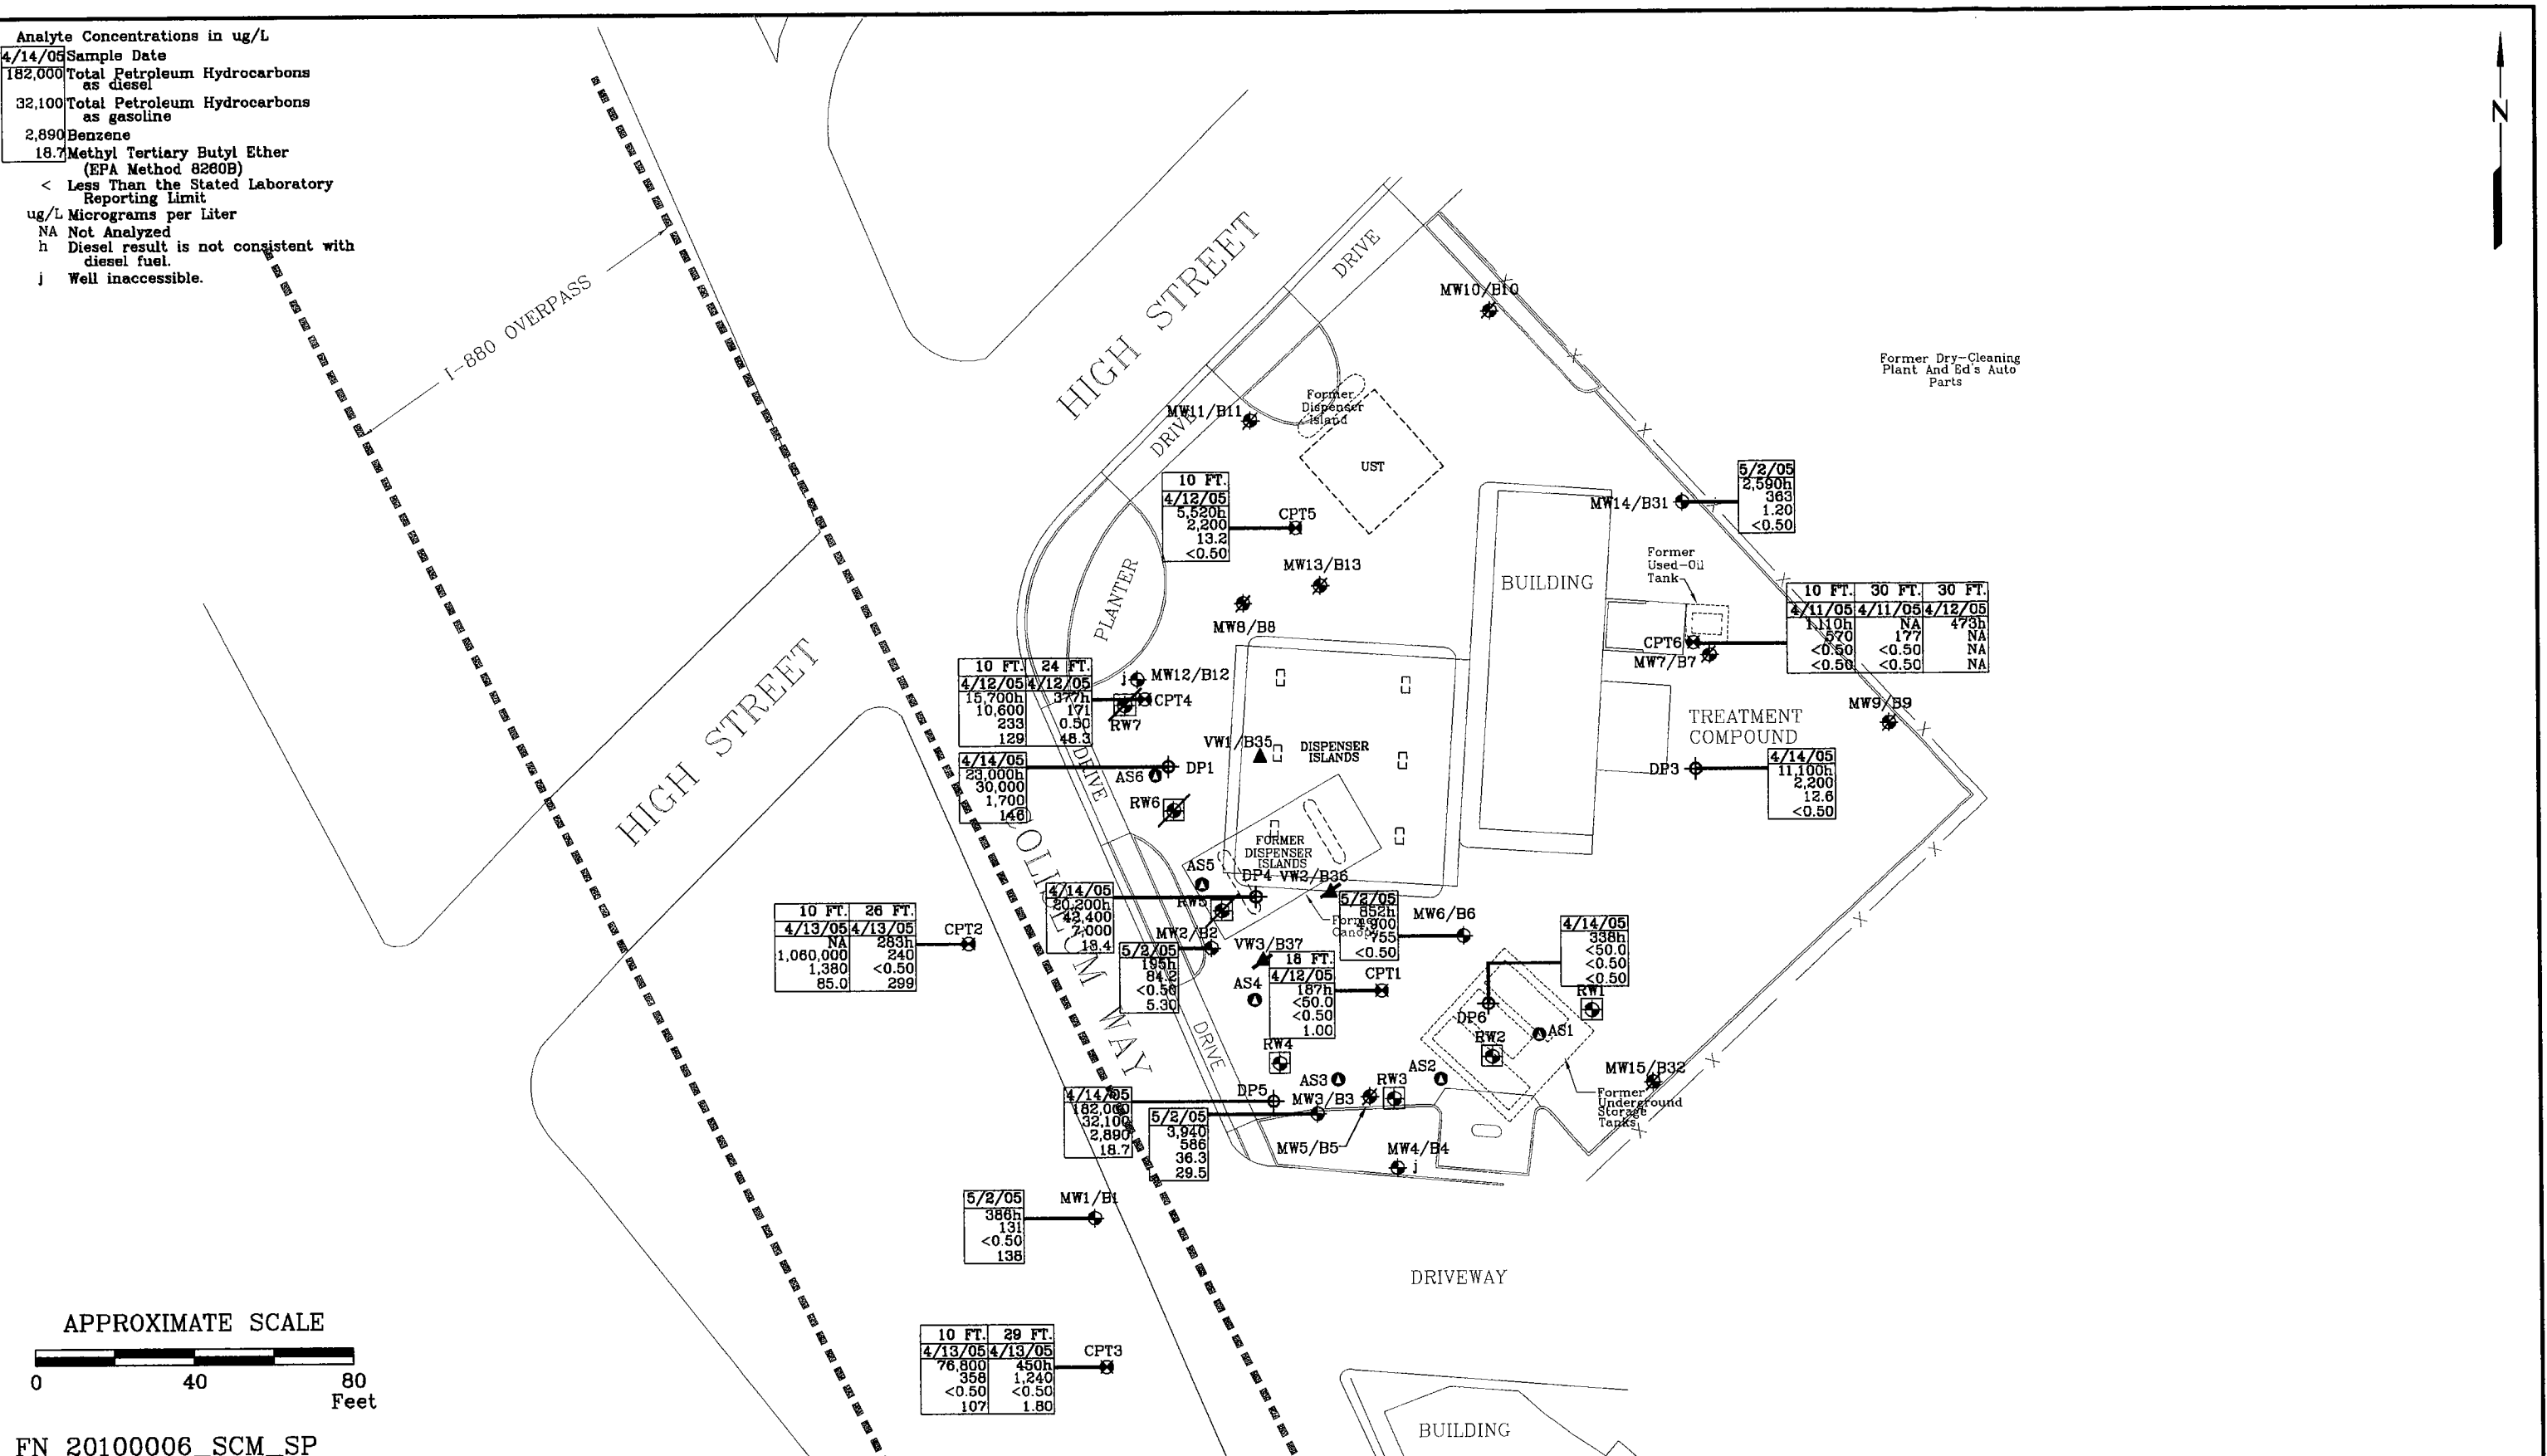 Analyte Concentrations in ug/L
4/14/05 Sample Date
182,000 Total Petroleum Hydrocarbons
as diesel
32,100 Total Petroleum Hydrocarbons
as gasoline
2,890 Benzene
18.7 Methyl Tertiary Butyl Ether
(EPA Method 8260B)
< Less Than the Stated Laboratory
Reporting Limit
ug/L Micrograms per Liter
NA Not Analyzed
h Diesel result is not consistent with
diesel fuel.
j Well inaccessible.
I-880 OVERPASS
HIGH STREET
DRIVE
N
MW10/B10
Former Dry-Cleaning
Plant And Ed's Auto
Parts
MW11/B11
DRIVE
Former
Dispenser
Island
UST
10 FT.
4/12/05
5,520h
2,200
13.2
<0.50
CPT5
MW14/B31
5/2/05
2,590h
363
1.20
<0.50
MW13/B13
MW8/B8
PLANTER
BUILDING
Former
Used-Oil
Tank
CPT6
MW7/B7
10 FT. 30 FT. 30 FT.
4/11/05 4/11/05 4/12/05
1,110h NA 473h
570 177 NA
<0.50 <0.50 NA
<0.50 <0.50 NA
MW9/B9
HIGH STREET
10 FT. 24 FT.
4/12/05 4/12/05
15,700h 377h
10,600 171
233 0.50
129 48.3
j MW12/B12
CPT4
RW7
TREATMENT
COMPOUND
DP3
4/14/05
11,100h
2,200
12.6
<0.50
VW1/B35
DISPENSER
ISLANDS
4/14/05
23,000h
30,000
1,700
146
DP1
AS6
RW6
DRIVE
COLISEUM WAY
FORMER
DISPENSER
ISLANDS
AS5
DP4 VW2/B36
4/14/05
20,200h
42,400
7,000
13.4
RW5
Former
Canopy
5/2/05
852h
4,900
755
<0.50
MW6/B6
10 FT. 26 FT.
4/13/05 4/13/05
NA 283h
1,060,000 240
1,380 <0.50
85.0 299
CPT2
MW2/B2
5/2/05
195h
84.2
<0.50
5.30
VW3/B37
AS4
18 FT.
4/12/05
187h
<50.0
<0.50
1.00
CPT1
4/14/05
338h
<50.0
<0.50
<0.50
RW1
DP6
RW2
AS1
DRIVE
RW4
AS3
AS2
RW3
MW15/B32
Former
Underground
Storage
Tanks
DP5
MW3/B3
4/14/05
182,000
32,100
2,890
18.7
5/2/05
3,940
586
36.3
29.5
MW5/B5
MW4/B4
j
5/2/05
386h
131
<0.50
138
MW1/B1
DRIVEWAY
10 FT. 29 FT.
4/13/05 4/13/05
76,800 450h
358 1,240
<0.50 <0.50
107 1.80
CPT3
BUILDING
APPROXIMATE SCALE
0 40 80
Feet
FN 20100006_SCM_SP